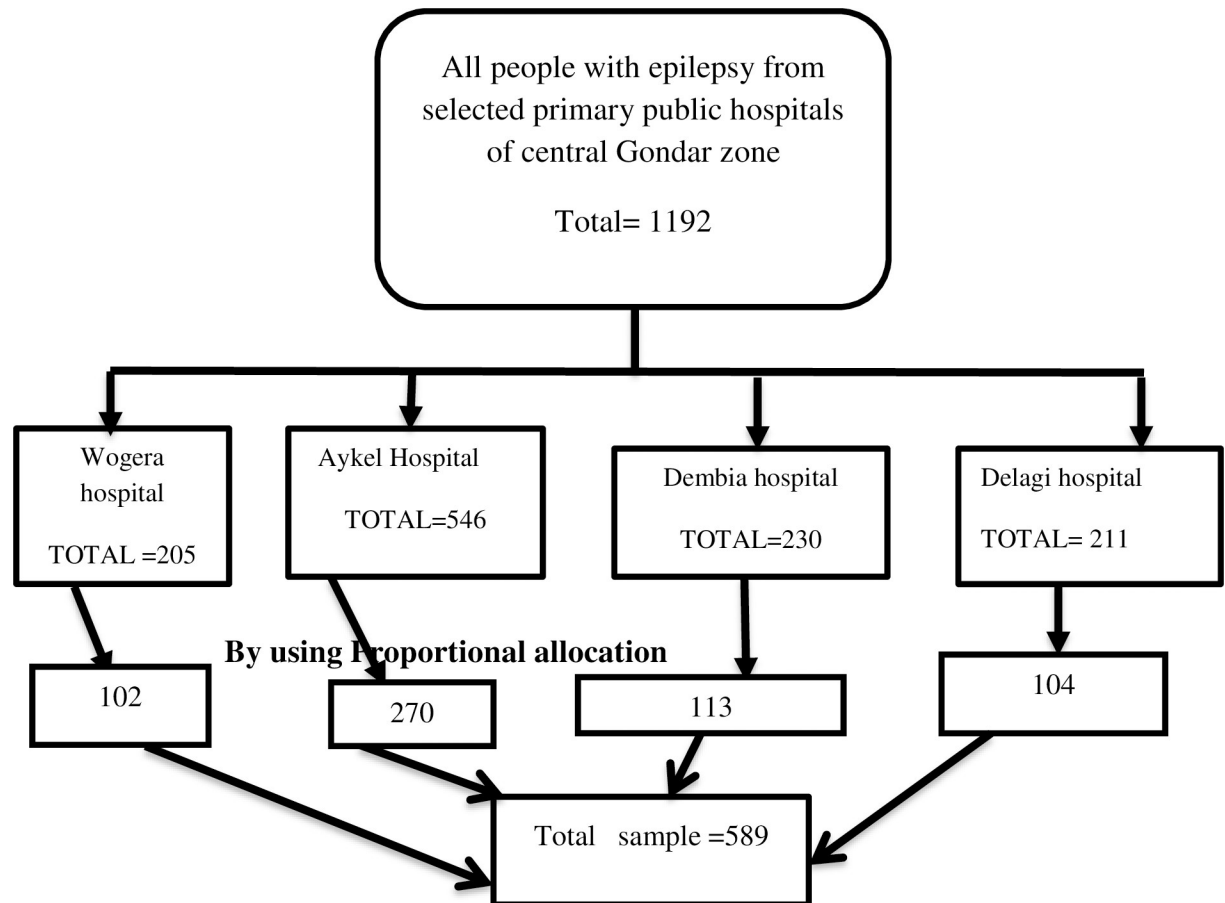 All people with epilepsy from
selected primary public hospitals
of central Gondar zone
Total= 1192
Wogera
hospital
TOTAL =205
Aykel Hospital
TOTAL=546
Dembia hospital
TOTAL=230
Delagi hospital
TOTAL= 211
By using Proportional allocation
102
270
113
104
Total sample =589